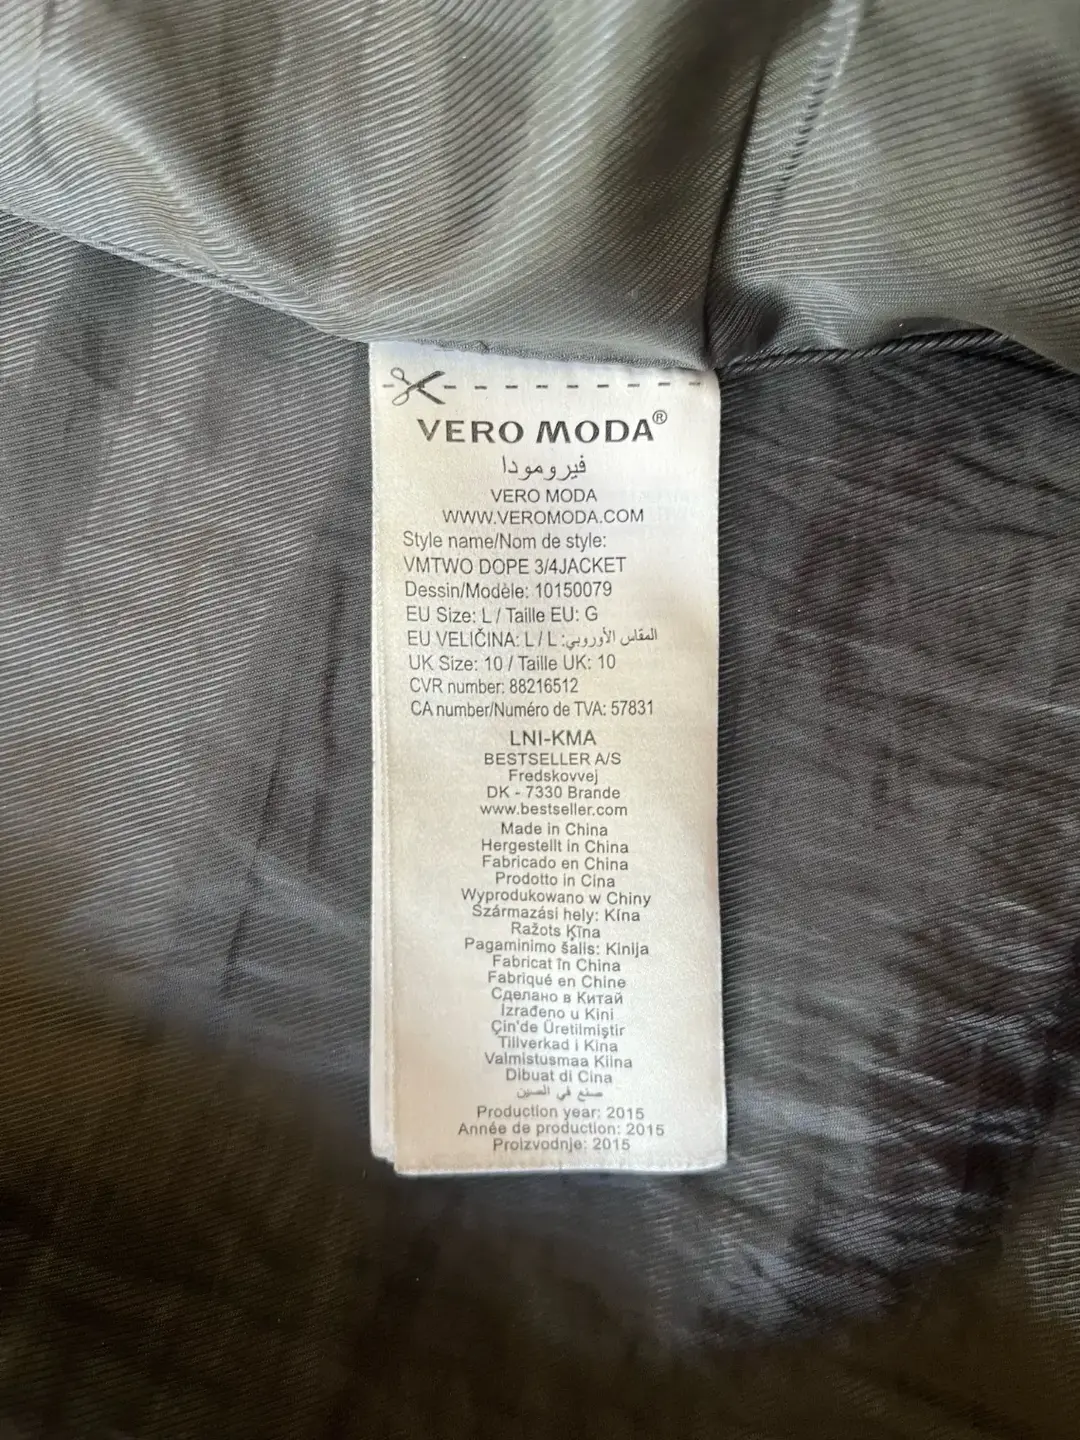 VERO MODA®
فيرومودا
VERO MODA
WWW.VEROMODA.COM
Style name/Nom de style:
VMTWO DOPE 3/4JACKET
Dessin/Modèle: 10150079
EU Size: L / Taille EU: G
EU VELIČINA: L / L :المقاس الأوروبي
UK Size: 10 / Taille UK: 10
CVR number: 88216512
CA number/Numéro de TVA: 57831
LNI-KMA
BESTSELLER A/S
Fredskovvej
DK - 7330 Brande
www.bestseller.com
Made in China
Hergestellt in China
Fabricado en China
Prodotto in Cina
Wyprodukowano w Chiny
Származási hely: Kína
Ražots Ķīna
Pagaminimo šalis: Kinija
Fabricat în China
Fabriqué en Chine
Сделано в Китай
Izrađeno u Kini
Çin'de Üretilmiştir
Tillverkad i Kina
Valmistusmaa Kiina
Dibuat di Cina
صنع في الصين
Production year: 2015
Année de production: 2015
Proizvodnje: 2015